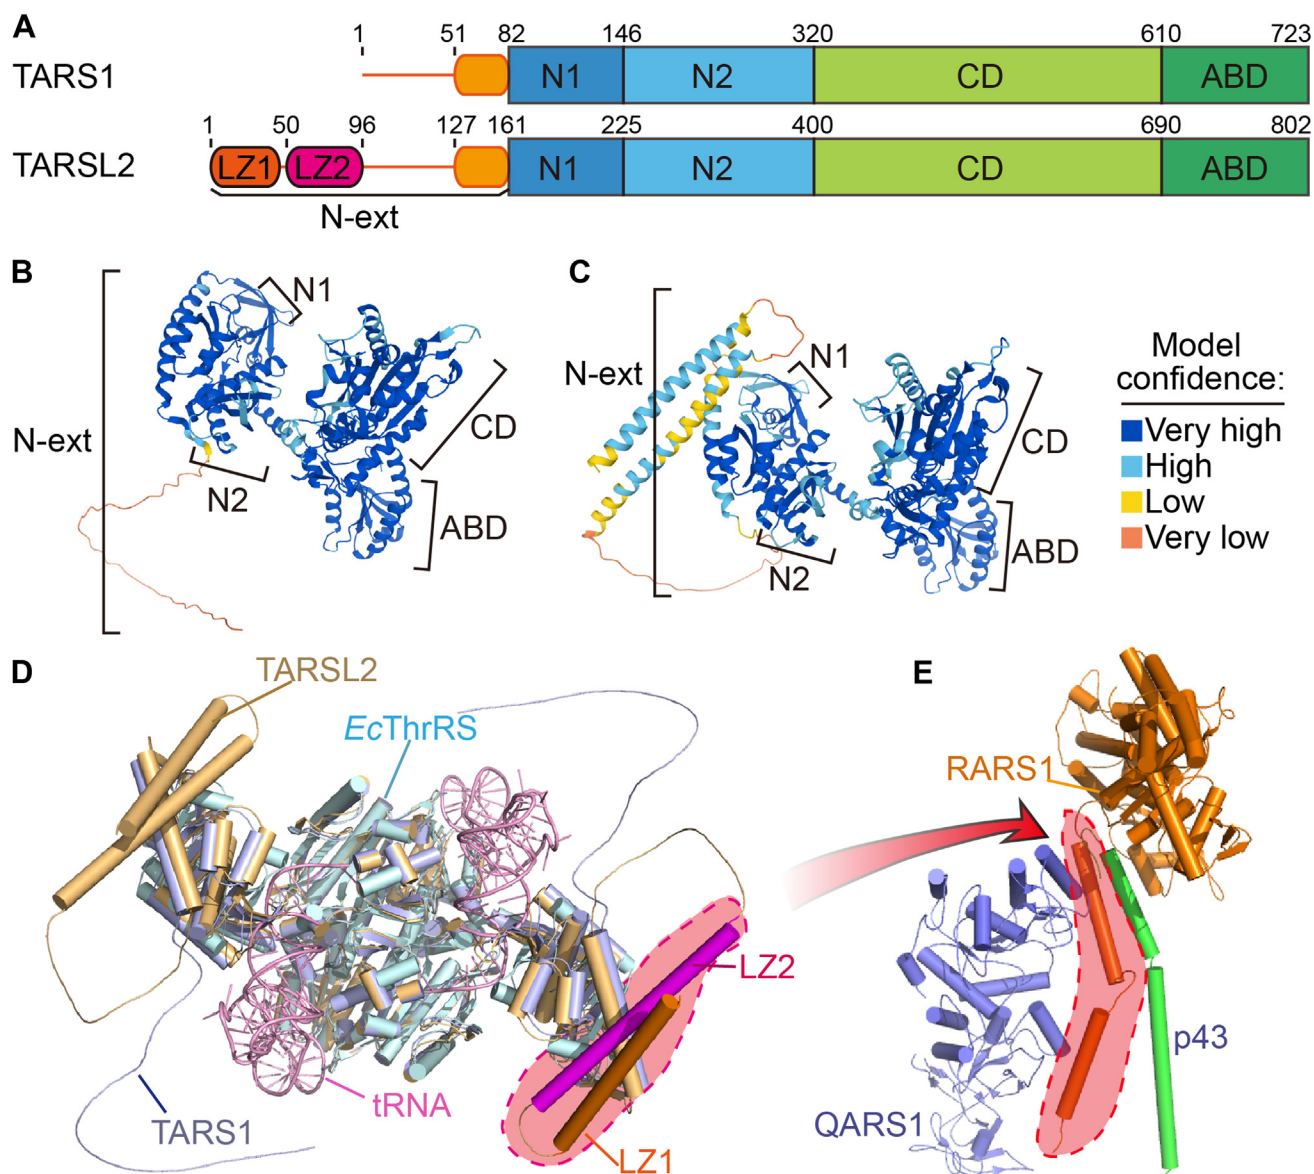 A
1 51 82 146 320 610 723
TARS1 N1 N2 CD ABD
1 50 96 127 161 225 400 690 802
TARSL2 LZ1 LZ2 N1 N2 CD ABD
N-ext
B
N1
N-ext
CD
N2
ABD
C
N-ext
N1
CD
N2
ABD
Model
confidence:
Very high
High
Low
Very low
D
TARSL2
EcThrRS
LZ2
tRNA
TARS1
LZ1
E
RARS1
p43
QARS1